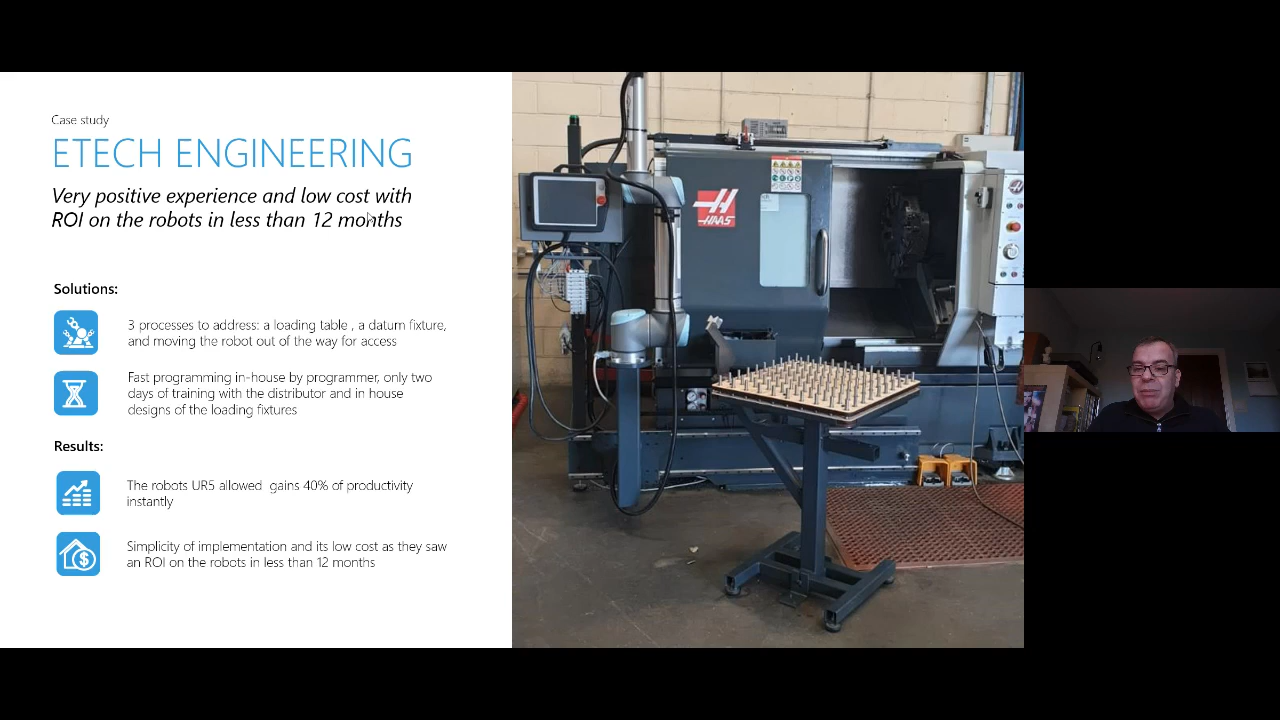 Case study
ETECH ENGINEERING
Very positive experience and low cost with
ROI on the robots in less than 12 months
Solutions:
3 processes to address: a loading table , a datum fixture,
and moving the robot out of the way for access
Fast programming in-house by programmer, only two
days of training with the distributor and in house
designs of the loading fixtures
Results:
The robots UR5 allowed  gains 40% of productivity
instantly
Simplicity of implementation and its low cost as they saw
an ROI on the robots in less than 12 months
HAAS